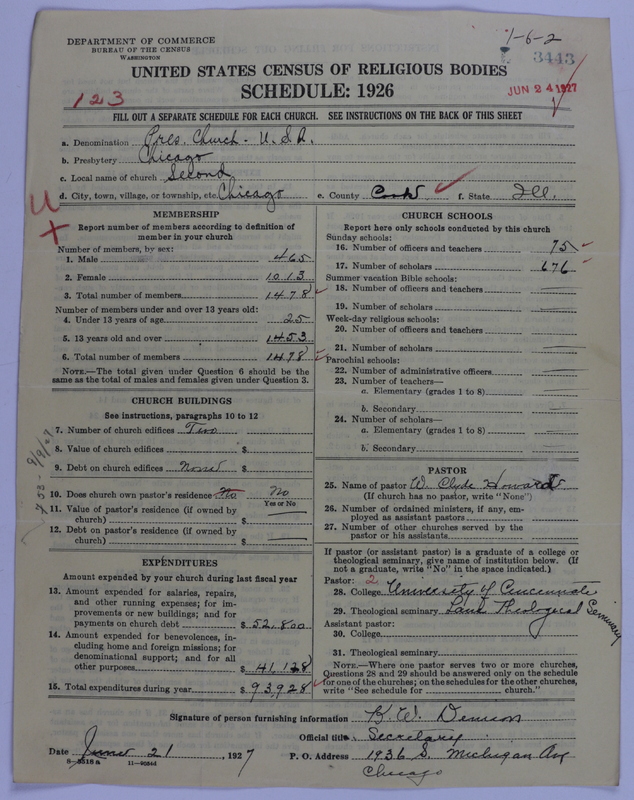 DEPARTMENT OF COMMERCE
BUREAU OF THE CENSUS
WASHINGTON
1-6-2
3443
UNITED STATES CENSUS OF RELIGIOUS BODIES
SCHEDULE: 1926
123
JUN 24 1927
FILL OUT A SEPARATE SCHEDULE FOR EACH CHURCH. SEE INSTRUCTIONS ON THE BACK OF THIS SHEET
a. Denomination Pres. Church - U.S.A.
b. Presbytery Chicago
c. Local name of church Second
d. City, town, village, or township, etc. Chicago e. County Cook f. State Ill.
MEMBERSHIP
Report number of members according to definition of member in your church
Number of members, by sex:
1. Male 465
2. Female 1013
3. Total number of members 1478
Number of members under and over 13 years old:
4. Under 13 years of age 25
5. 13 years old and over 1453
6. Total number of members 1478
NOTE.—The total given under Question 6 should be the same as the total of males and females given under Question 3.
CHURCH BUILDINGS
See instructions, paragraphs 10 to 12
7. Number of church edifices Two
8. Value of church edifices $
9. Debt on church edifices None $
10. Does church own pastor's residence No No
Yes or No
11. Value of pastor's residence (if owned by church) $
12. Debt on pastor's residence (if owned by church) $
EXPENDITURES
Amount expended by your church during last fiscal year
13. Amount expended for salaries, repairs, and other running expenses; for improvements or new buildings; and for payments on church debt $ 52,800
14. Amount expended for benevolences, including home and foreign missions; for denominational support; and for all other purposes $ 41,128
15. Total expenditures during year $ 93,928
CHURCH SCHOOLS
Report here only schools conducted by this church
Sunday schools:
16. Number of officers and teachers 75
17. Number of scholars 676
Summer vacation Bible schools:
18. Number of officers and teachers
19. Number of scholars
Week-day religious schools:
20. Number of officers and teachers
21. Number of scholars
Parochial schools:
22. Number of administrative officers
23. Number of teachers—
a. Elementary (grades 1 to 8)
b. Secondary
24. Number of scholars—
a. Elementary (grades 1 to 8)
b. Secondary
PASTOR
25. Name of pastor W. Clyde Howard
(If church has no pastor, write "None")
26. Number of ordained ministers, if any, employed as assistant pastors
27. Number of other churches served by the pastor or his assistants
If pastor (or assistant pastor) is a graduate of a college or theological seminary, give name of institution below. (If not a graduate, write "No" in the space indicated.)
Pastor: 2
28. College University of Cincinnati
29. Theological seminary Lane Theological Seminary
Assistant pastor:
30. College
31. Theological seminary
NOTE.—Where one pastor serves two or more churches, Questions 28 and 29 should be answered only on the schedule for one of the churches; on the schedules for the other churches, write "See schedule for church."
Signature of person furnishing information K. W. Denison
Official title Secretary
Date June 21, 1927 P. O. Address 1936 S. Michigan Av
Chicago
8-5518a 11-9054d